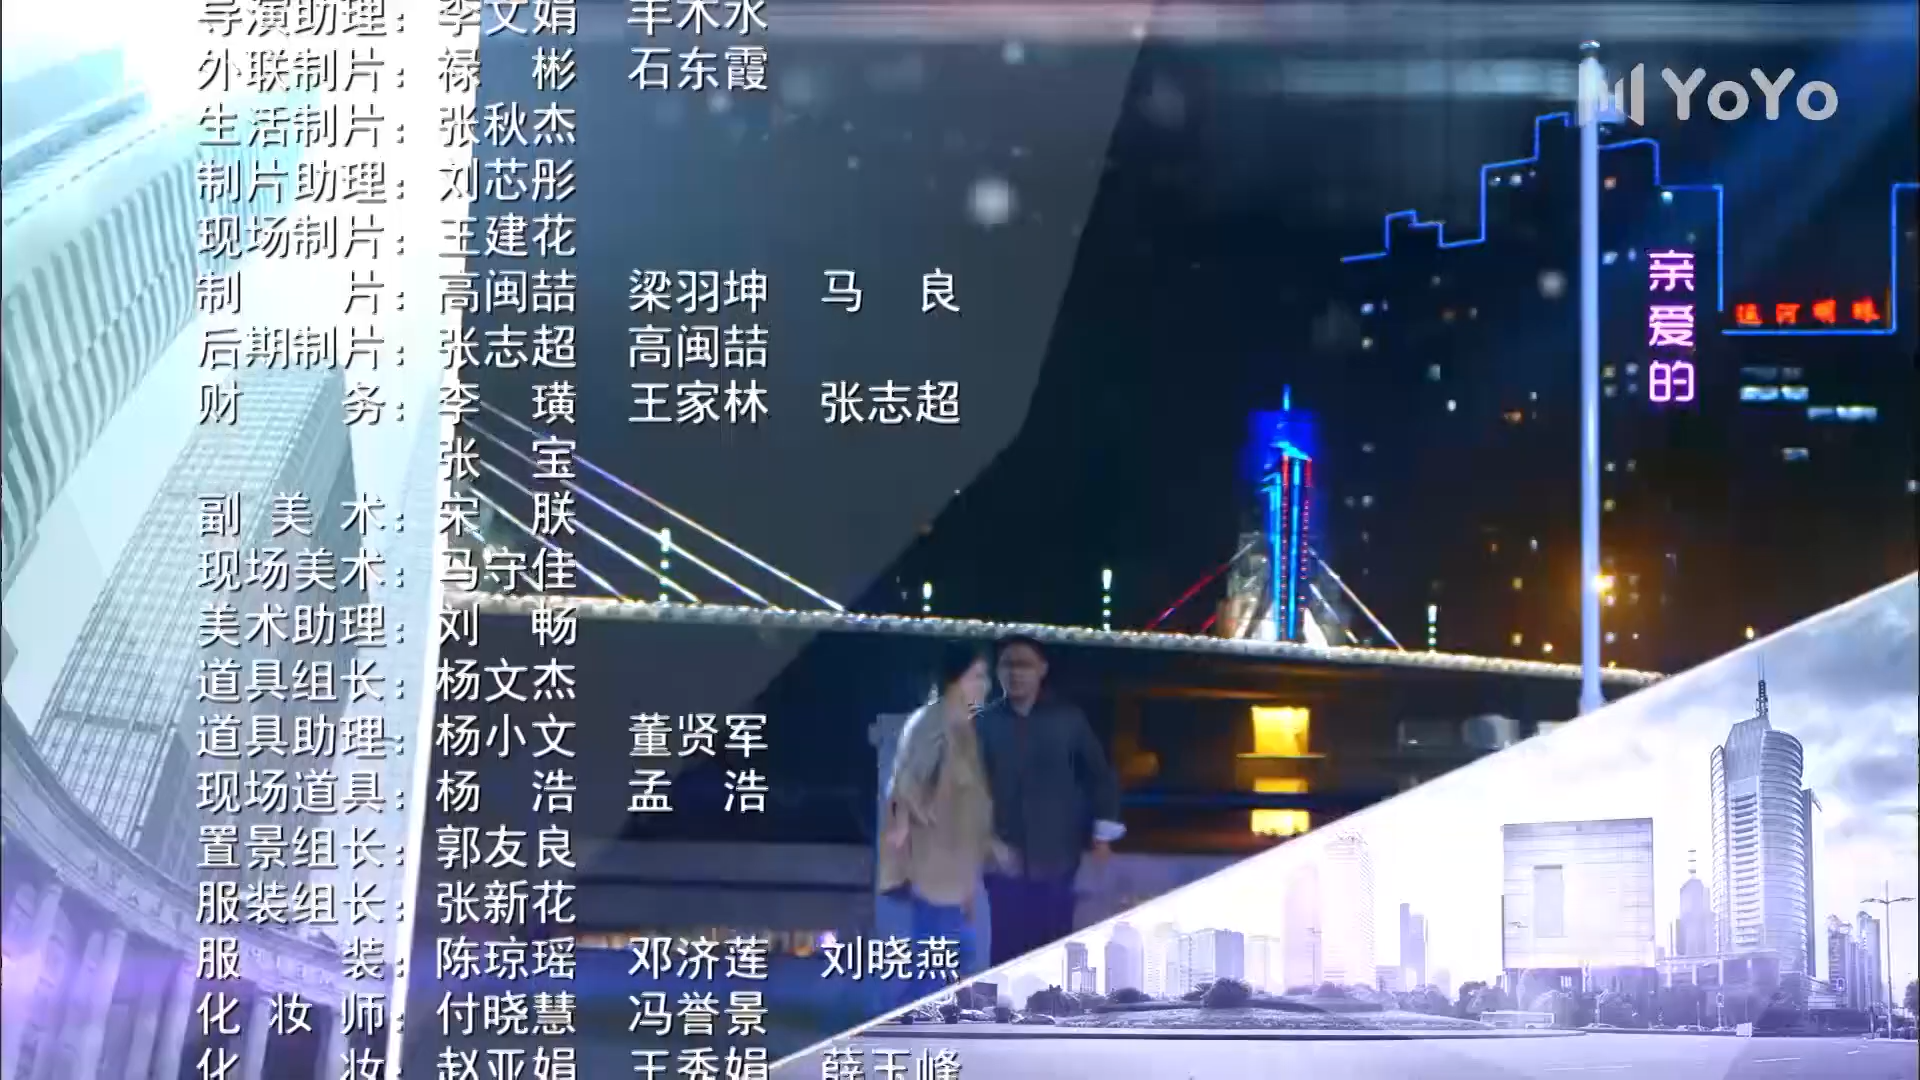 导演助理：李文娟 羊木水
外联制片：禄 彬 石东霞
生活制片：张秋杰
制片助理：刘芯彤
现场制片：王建花
制 片：高闽喆 梁羽坤 马 良
后期制片：张志超 高闽喆
财 务：李 璜 王家林 张志超
张 宝
副 美 术：宋 朕
现场美术：马守佳
美术助理：刘 畅
道具组长：杨文杰
道具助理：杨小文 董贤军
现场道具：杨 浩 孟 浩
置景组长：郭友良
服装组长：张新花
服 装：陈琼瑶 邓济莲 刘晓燕
化 妆 师：付晓慧 冯誉景
化 妆：赵亚娟 王秀娟 薛玉峰
YoYo
亲爱的
运河明珠